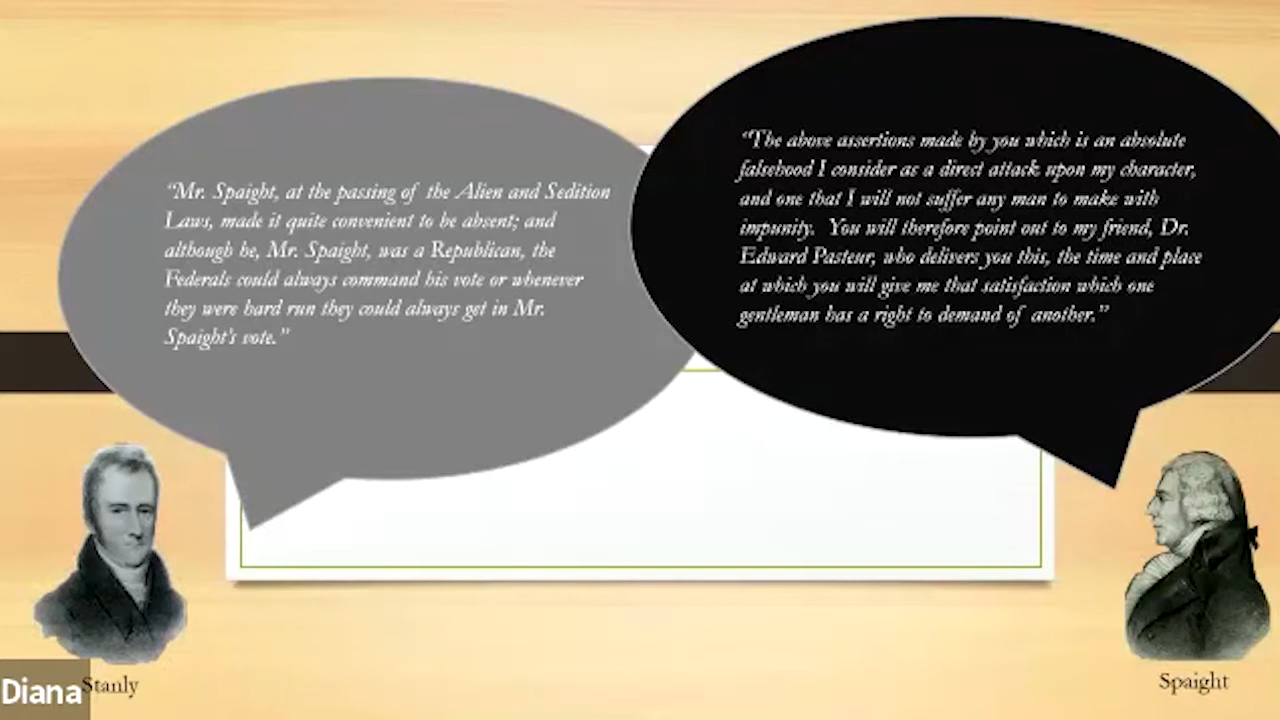 “Mr. Spaight, at the passing of the Alien and Sedition
Laws, made it quite convenient to be absent; and
although he, Mr. Spaight, was a Republican, the
Federals could always command his vote or whenever
they were hard run they could always get in Mr.
Spaight’s vote.”
“The above assertions made by you which is an absolute
falsehood I consider as a direct attack upon my character,
and one that I will not suffer any man to make with
impunity.  You will therefore point out to my friend, Dr.
Edward Pasteur, who delivers you this, the time and place
at which you will give me that satisfaction which one
gentleman has a right to demand of another.”
Stanly
Spaight
Diana